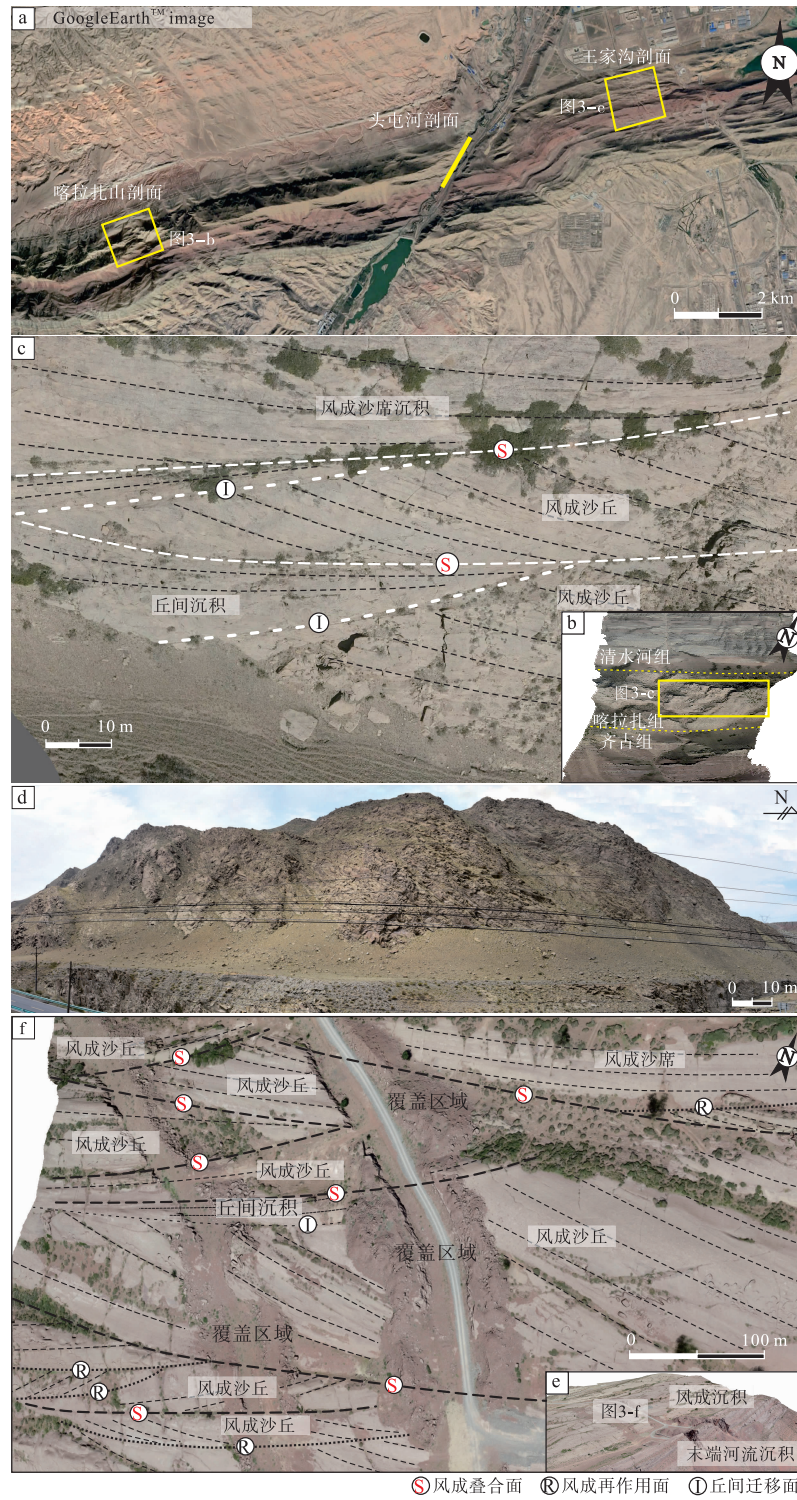 a
GoogleEarth™ image
王家沟剖面
N
图3-e
头屯河剖面
喀拉扎山剖面
图3-b
0 2 km
c
风成沙席沉积
S
I
风成沙丘
S
丘间沉积
风成沙丘
I
b
N
清水河组
图3-c
喀拉扎组
齐古组
0 10 m
d
N
0 10 m
f
风成沙丘
S
风成沙席
N
风成沙丘
S
覆盖区域
S
R
风成沙丘
S
风成沙丘
S
丘间沉积
I
风成沙丘
覆盖区域
覆盖区域
0 100 m
R
R
风成沙丘
S
S
风成沙丘
R
e
风成沉积
图3-f
末端河流沉积
S风成叠合面 R风成再作用面 I丘间迁移面